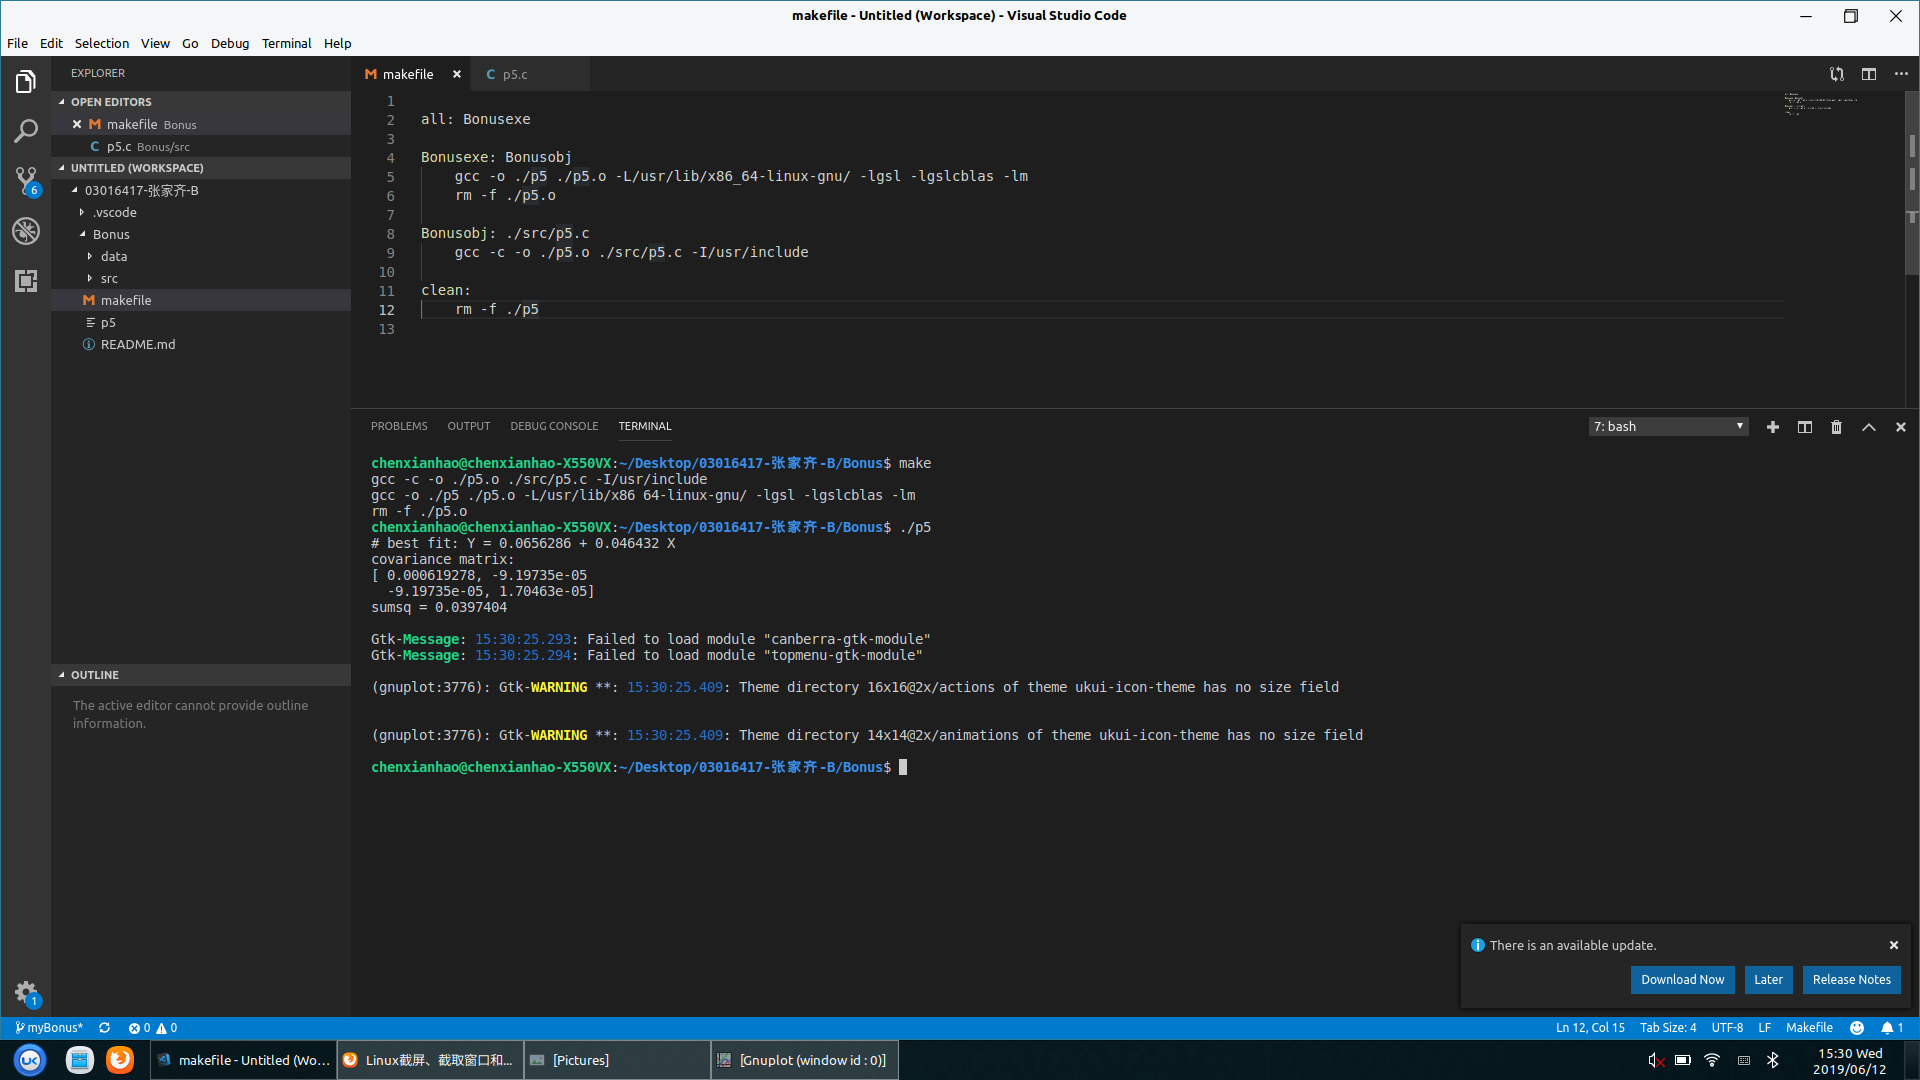 makefile - Untitled (Workspace) - Visual Studio Code
File Edit Selection View Go Debug Terminal Help
EXPLORER
OPEN EDITORS
makefile Bonus
p5.c Bonus/src
UNTITLED (WORKSPACE)
03016417-张家齐-B
.vscode
Bonus
data
src
makefile
p5
README.md
OUTLINE
The active editor cannot provide outline
information.
6
1
makefile
p5.c
1
2 all: Bonusexe
3
4 Bonusexe: Bonusobj
5 gcc -o ./p5 ./p5.o -L/usr/lib/x86_64-linux-gnu/ -lgsl -lgslcblas -lm
6 rm -f ./p5.o
7
8 Bonusobj: ./src/p5.c
9 gcc -c -o ./p5.o ./src/p5.c -I/usr/include
10
11 clean:
12 rm -f ./p5
13
PROBLEMS OUTPUT DEBUG CONSOLE TERMINAL
7: bash
chenxianhao@chenxianhao-X550VX:~/Desktop/03016417-张家齐-B/Bonus$ make
gcc -c -o ./p5.o ./src/p5.c -I/usr/include
gcc -o ./p5 ./p5.o -L/usr/lib/x86 64-linux-gnu/ -lgsl -lgslcblas -lm
rm -f ./p5.o
chenxianhao@chenxianhao-X550VX:~/Desktop/03016417-张家齐-B/Bonus$ ./p5
# best fit: Y = 0.0656286 + 0.046432 X
covariance matrix:
[ 0.000619278, -9.19735e-05
-9.19735e-05, 1.70463e-05]
sumsq = 0.0397404
Gtk-Message: 15:30:25.293: Failed to load module "canberra-gtk-module"
Gtk-Message: 15:30:25.294: Failed to load module "topmenu-gtk-module"
(gnuplot:3776): Gtk-WARNING **: 15:30:25.409: Theme directory 16x16@2x/actions of theme ukui-icon-theme has no size field
(gnuplot:3776): Gtk-WARNING **: 15:30:25.409: Theme directory 14x14@2x/animations of theme ukui-icon-theme has no size field
chenxianhao@chenxianhao-X550VX:~/Desktop/03016417-张家齐-B/Bonus$
There is an available update.
Download Now Later Release Notes
myBonus* 0 0
Ln 12, Col 15 Tab Size: 4 UTF-8 LF Makefile 1
makefile - Untitled (Wo...
Linux截屏、截取窗口和...
[Pictures]
[Gnuplot (window id : 0)]
15:30 Wed
2019/06/12